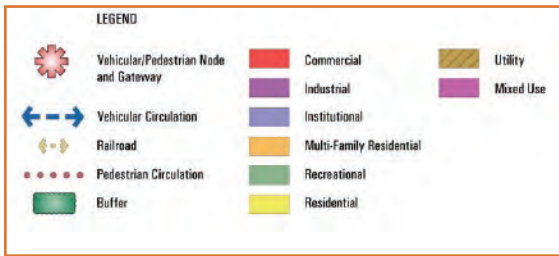 LEGEND
Vehicular/Pedestrian Node
and Gateway
Vehicular Circulation
Railroad
Pedestrian Circulation
Buffer
Commercial
Industrial
Institutional
Multi-Family Residential
Recreational
Residential
Utility
Mixed Use